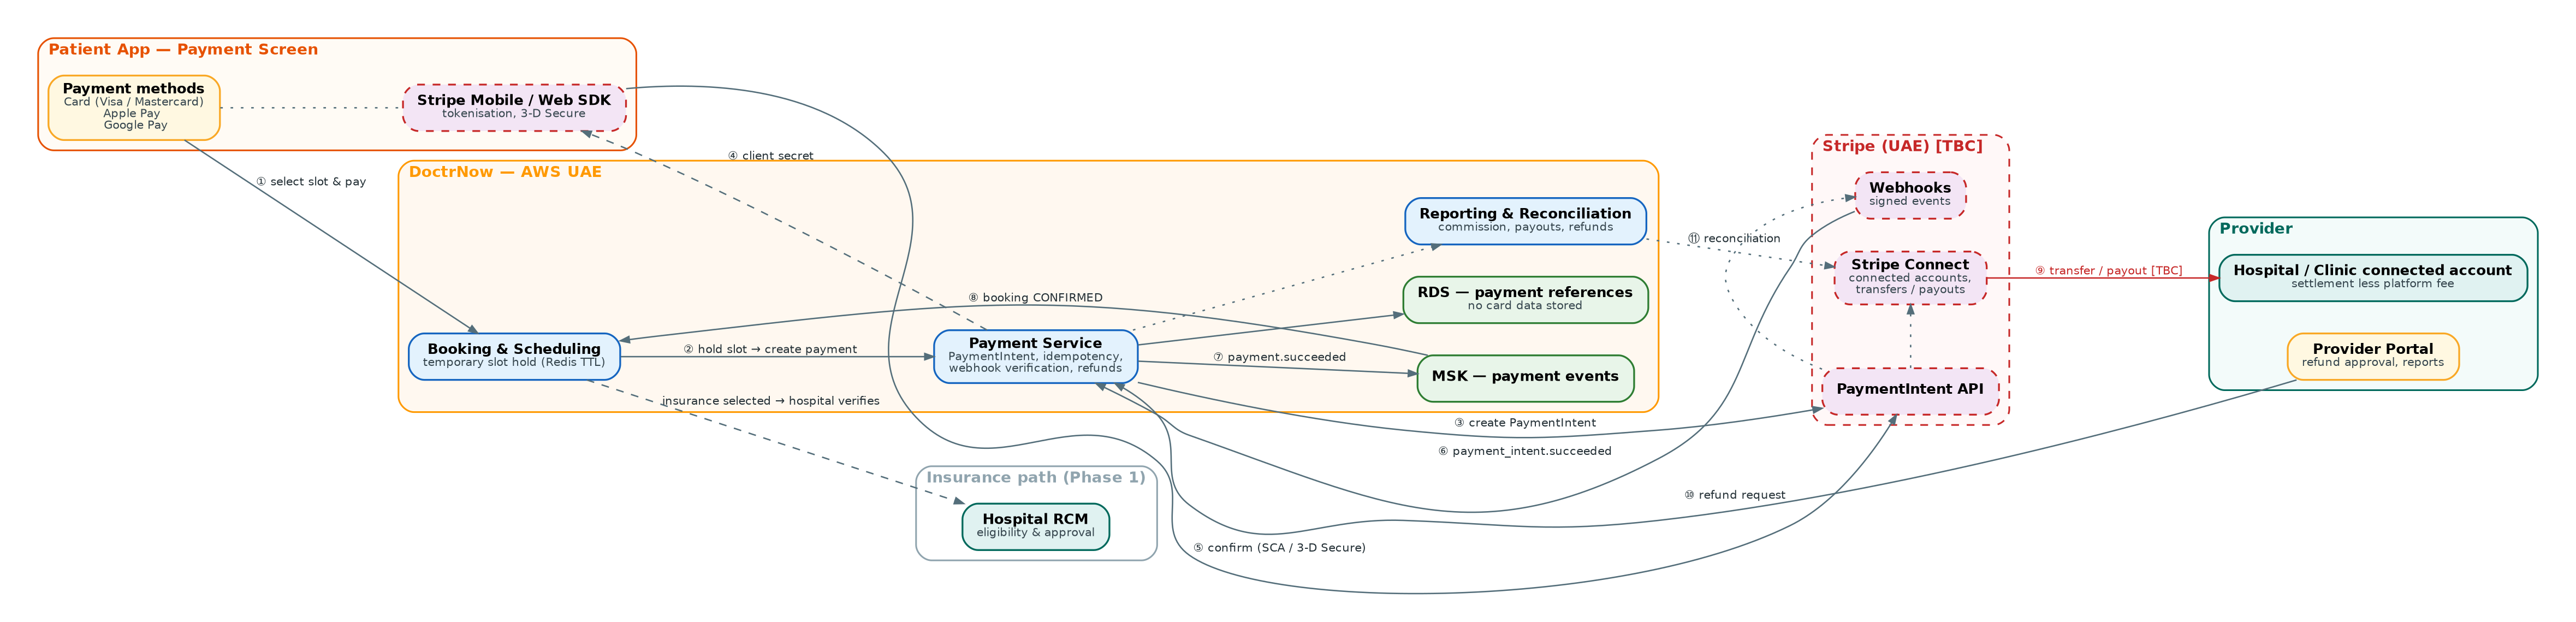 Patient App — Payment Screen
Payment methods
Card (Visa / Mastercard)
Apple Pay
Google Pay
Stripe Mobile / Web SDK
tokenisation, 3-D Secure
① select slot & pay
④ client secret
DoctrNow — AWS UAE
Booking & Scheduling
temporary slot hold (Redis TTL)
② hold slot → create payment
⑧ booking CONFIRMED
Payment Service
PaymentIntent, idempotency,
webhook verification, refunds
Reporting & Reconciliation
commission, payouts, refunds
RDS — payment references
no card data stored
⑦ payment.succeeded
MSK — payment events
insurance selected → hospital verifies
Insurance path (Phase 1)
Hospital RCM
eligibility & approval
③ create PaymentIntent
⑥ payment_intent.succeeded
⑩ refund request
⑤ confirm (SCA / 3-D Secure)
⑪ reconciliation
Stripe (UAE) [TBC]
Webhooks
signed events
Stripe Connect
connected accounts,
transfers / payouts
PaymentIntent API
⑨ transfer / payout [TBC]
Provider
Hospital / Clinic connected account
settlement less platform fee
Provider Portal
refund approval, reports